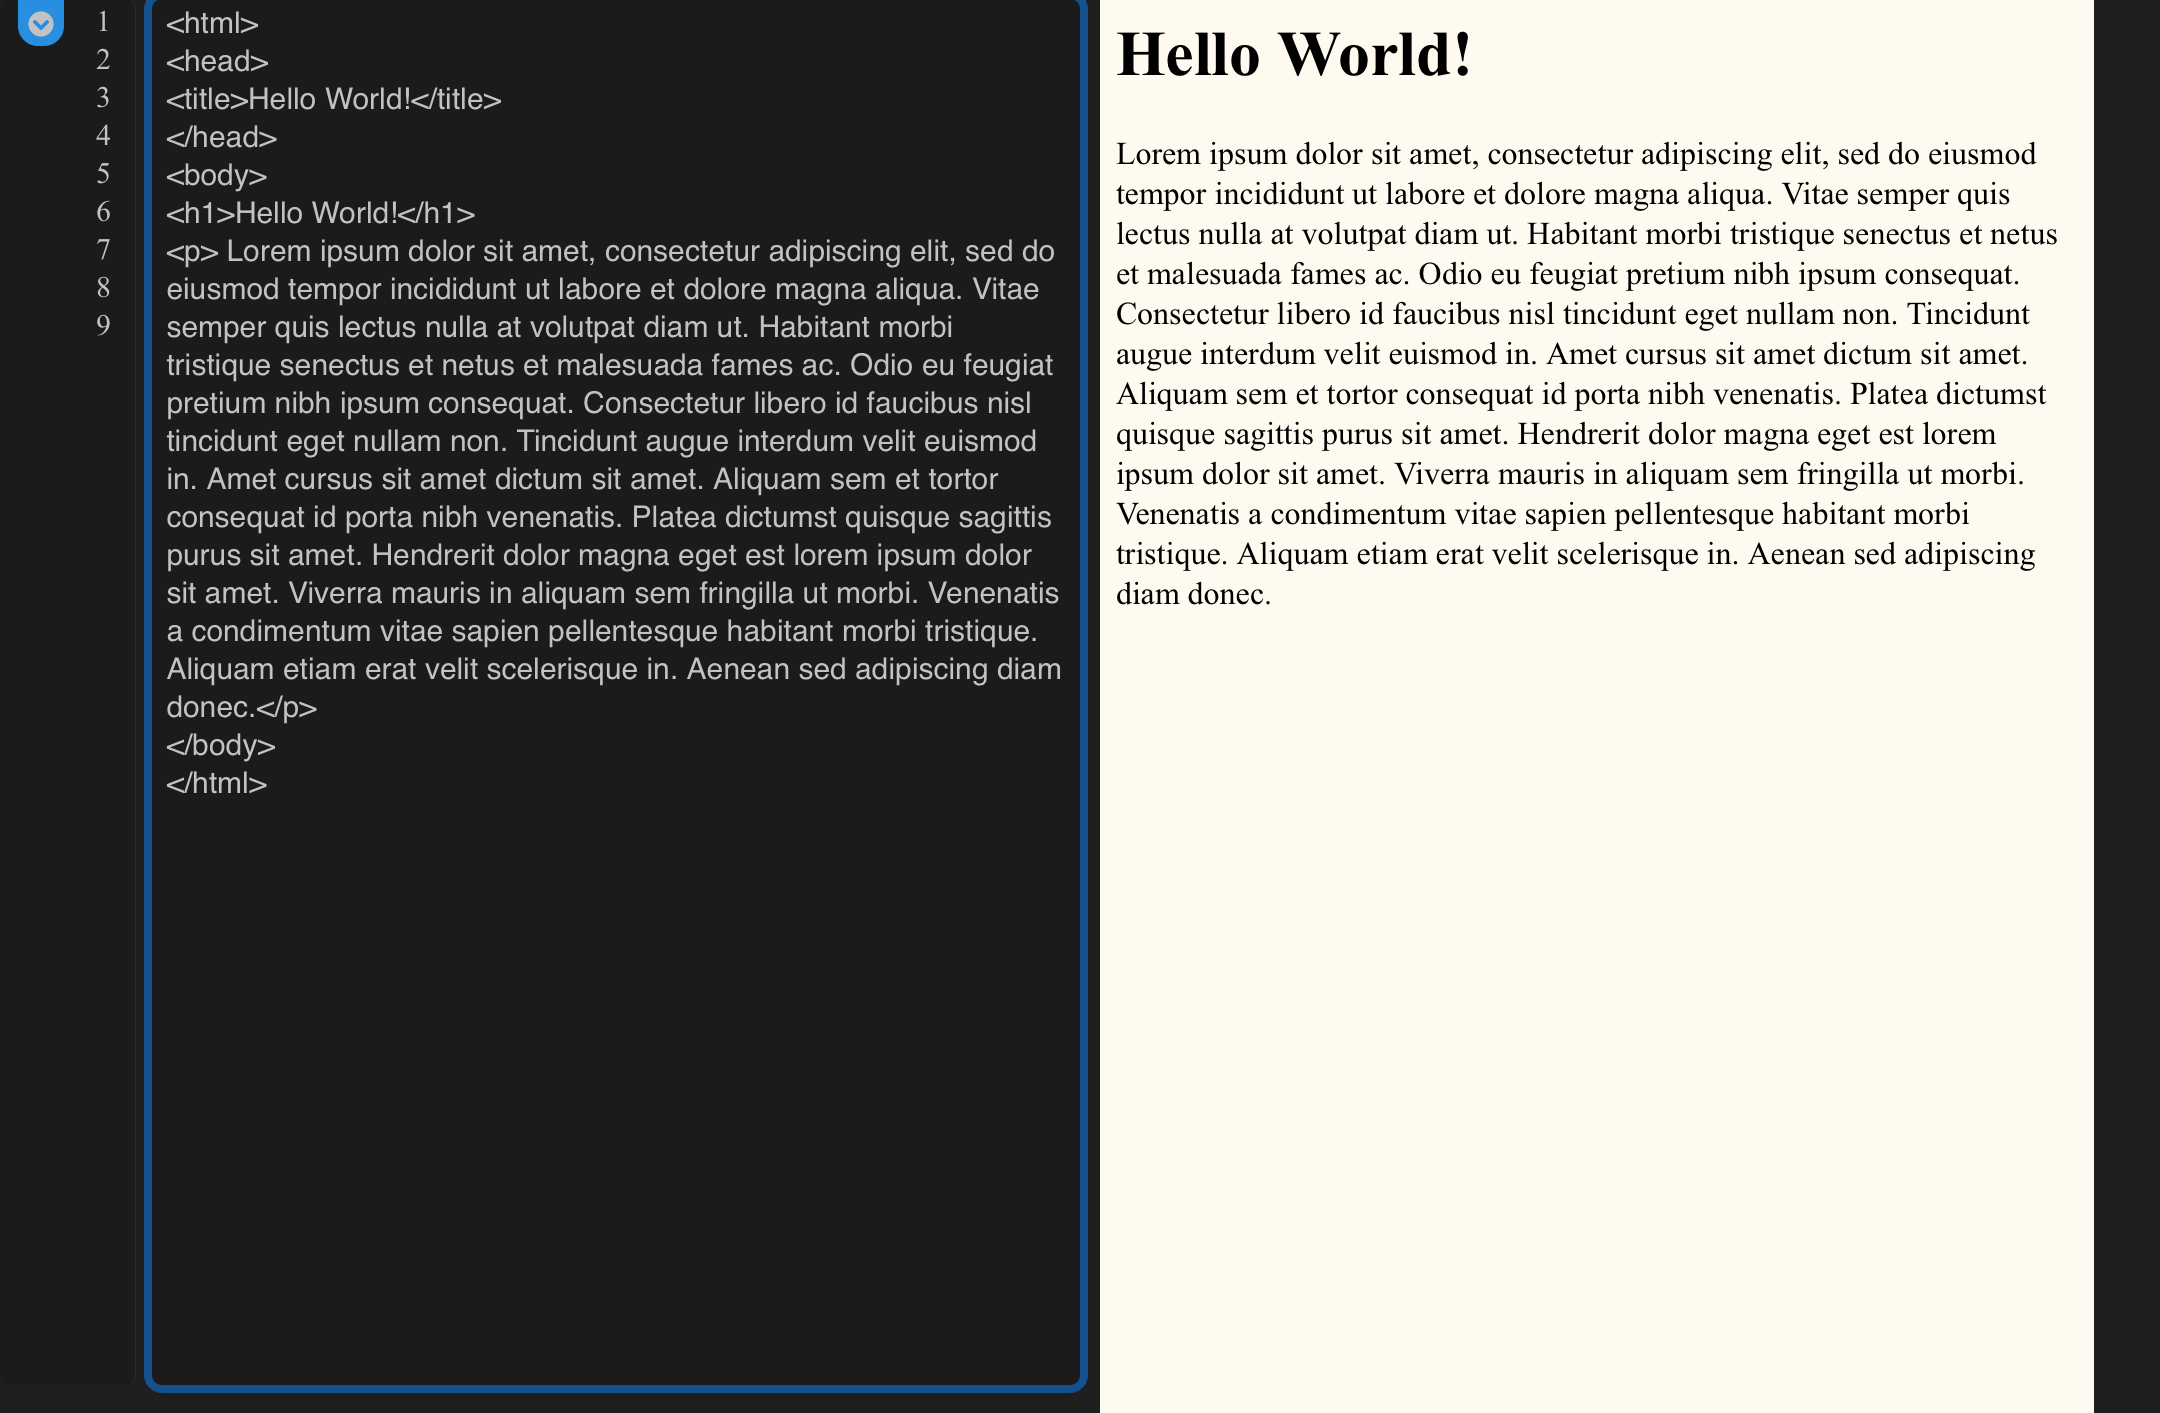 1
2
3
4
5
6
7
8
9
<html>
<head>
<title>Hello World!</title>
</head>
<body>
<h1>Hello World!</h1>
<p> Lorem ipsum dolor sit amet, consectetur adipiscing elit, sed do
eiusmod tempor incididunt ut labore et dolore magna aliqua. Vitae
semper quis lectus nulla at volutpat diam ut. Habitant morbi
tristique senectus et netus et malesuada fames ac. Odio eu feugiat
pretium nibh ipsum consequat. Consectetur libero id faucibus nisl
tincidunt eget nullam non. Tincidunt augue interdum velit euismod
in. Amet cursus sit amet dictum sit amet. Aliquam sem et tortor
consequat id porta nibh venenatis. Platea dictumst quisque sagittis
purus sit amet. Hendrerit dolor magna eget est lorem ipsum dolor
sit amet. Viverra mauris in aliquam sem fringilla ut morbi. Venenatis
a condimentum vitae sapien pellentesque habitant morbi tristique.
Aliquam etiam erat velit scelerisque in. Aenean sed adipiscing diam
donec.</p>
</body>
</html>
Hello World!
Lorem ipsum dolor sit amet, consectetur adipiscing elit, sed do eiusmod
tempor incididunt ut labore et dolore magna aliqua. Vitae semper quis
lectus nulla at volutpat diam ut. Habitant morbi tristique senectus et netus
et malesuada fames ac. Odio eu feugiat pretium nibh ipsum consequat.
Consectetur libero id faucibus nisl tincidunt eget nullam non. Tincidunt
augue interdum velit euismod in. Amet cursus sit amet dictum sit amet.
Aliquam sem et tortor consequat id porta nibh venenatis. Platea dictumst
quisque sagittis purus sit amet. Hendrerit dolor magna eget est lorem
ipsum dolor sit amet. Viverra mauris in aliquam sem fringilla ut morbi.
Venenatis a condimentum vitae sapien pellentesque habitant morbi
tristique. Aliquam etiam erat velit scelerisque in. Aenean sed adipiscing
diam donec.